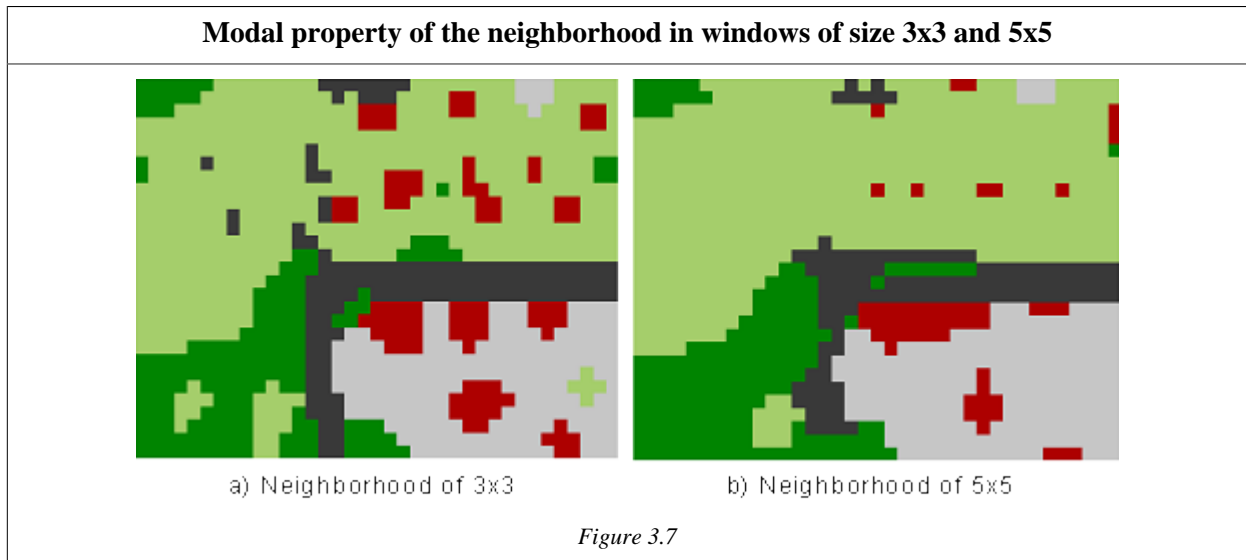 Modal property of the neighborhood in windows of size 3x3 and 5x5
a) Neighborhood of 3x3
b) Neighborhood of 5x5
Figure 3.7